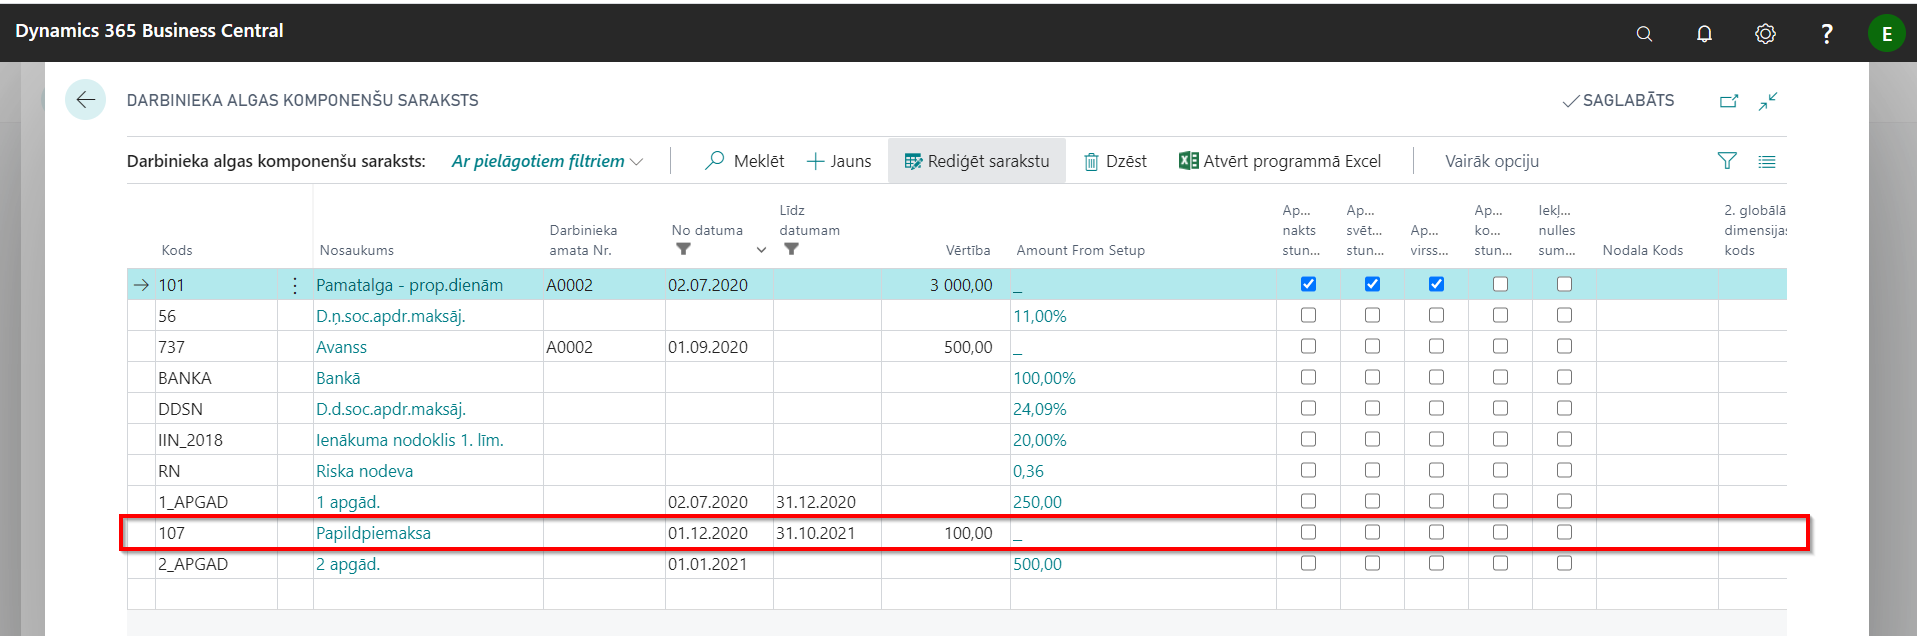 Dynamics 365 Business Central
E
DARBINIEKA ALGAS KOMPONENŠU SARAKSTS
SAGLABĀTS
Darbinieka algas komponenšu saraksts: Ar pielāgotiem filtriem Meklēt Jauns Rediģēt sarakstu Dzēst Atvērt programmā Excel Vairāk opciju
Kods Nosaukums Darbinieka amata Nr. No datuma Līdz datumam Vērtība Amount From Setup Ap... nakts stun... Ap... svēt... stun... Ap... virss... Ap... ko... stun... Iekļ... nulles sum... Nodala Kods 2. globālā dimensijas kods
101 Pamatalga - prop.dienām A0002 02.07.2020 3 000,00 _
56 D.ņ.soc.apdr.maksāj. 11,00%
737 Avanss A0002 01.09.2020 500,00 _
BANKA Bankā 100,00%
DDSN D.d.soc.apdr.maksāj. 24,09%
IIN_2018 Ienākuma nodoklis 1. līm. 20,00%
RN Riska nodeva 0,36
1_APGAD 1 apgād. 02.07.2020 31.12.2020 250,00
107 Papildpiemaksa 01.12.2020 31.10.2021 100,00 _
2_APGAD 2 apgād. 01.01.2021 500,00